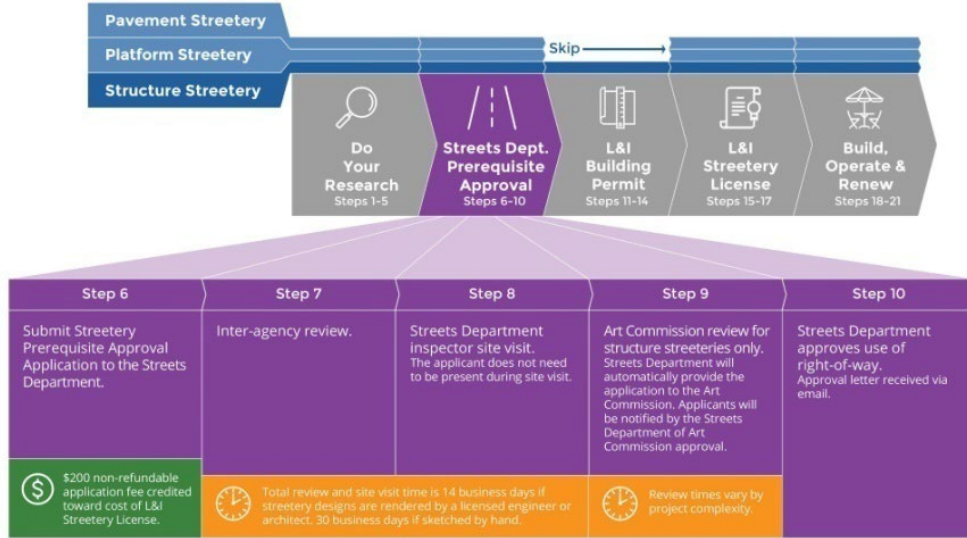 Pavement Streetery
Platform Streetery
Structure Streetery
Skip
Do
Your
Research
Steps 1-5
Streets Dept.
Prerequisite
Approval
Steps 6-10
L&I
Building
Permit
Steps 11-14
L&I
Streetery
License
Steps 15-17
Build,
Operate &
Renew
Steps 18-21
Step 6
Submit Streetery
Prerequisite Approval
Application to the Streets
Department.
$200 non-refundable
application fee credited
toward cost of L&I
Streetery License.
Step 7
Inter-agency review.
Step 8
Streets Department
inspector site visit.
The applicant does not need
to be present during site visit.
Total review and site visit time is 14 business days if
streetery designs are rendered by a licensed engineer or
architect. 30 business days if sketched by hand.
Step 9
Art Commission review for
structure streeteries only.
Streets Department will
automatically provide the
application to the Art
Commission. Applicants will
be notified by the Streets
Department of Art
Commission approval.
Review times vary by
project complexity.
Step 10
Streets Department
approves use of
right-of-way.
Approval letter received via
email.